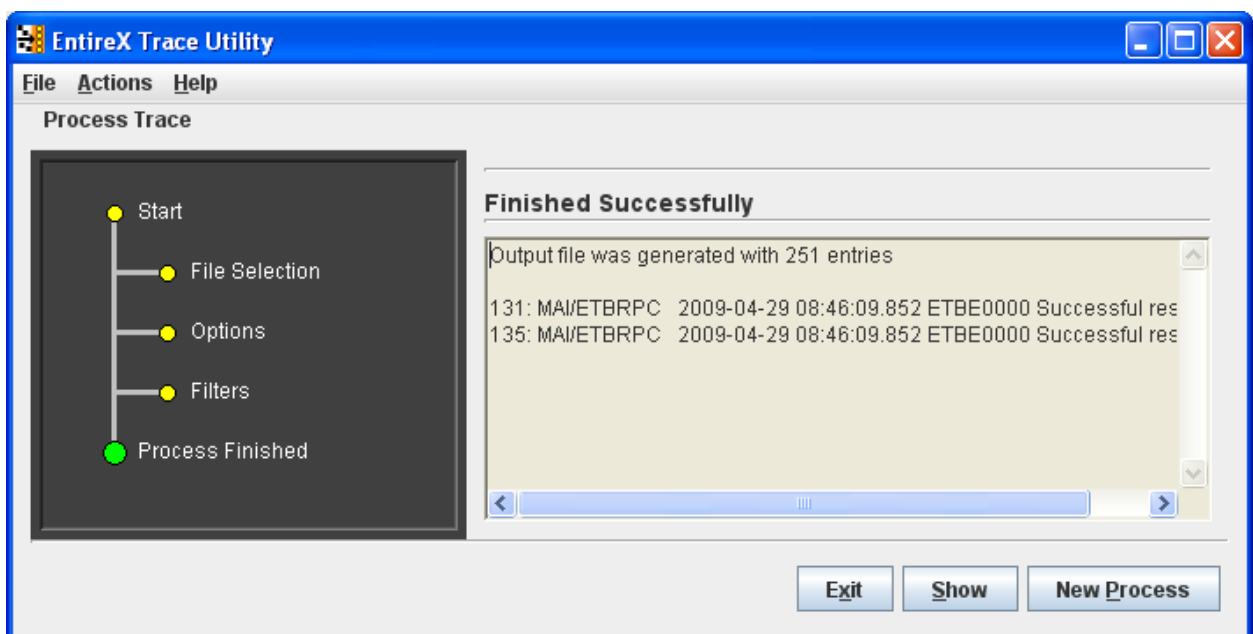 EntireX Trace Utility
File Actions Help
Process Trace
Start
File Selection
Options
Filters
Process Finished
Finished Successfully
Output file was generated with 251 entries
131: MAI/ETBRPC 2009-04-29 08:46:09.852 ETBE0000 Successful res
135: MAI/ETBRPC 2009-04-29 08:46:09.852 ETBE0000 Successful res
Exit Show New Process